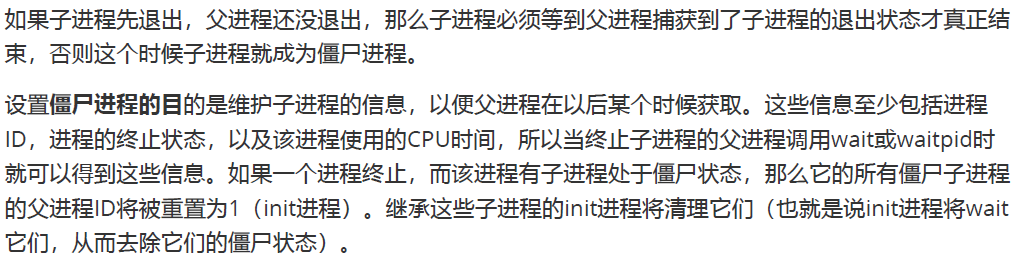 如果子进程先退出，父进程还没退出，那么子进程必须等到父进程捕获到了子进程的退出状态才真正结
束，否则这个时候子进程就成为僵尸进程。
设置僵尸进程的目的是维护子进程的信息，以便父进程在以后某个时候获取。这些信息至少包括进程
ID，进程的终止状态，以及该进程使用的CPU时间，所以当终止子进程的父进程调用wait或waitpid时
就可以得到这些信息。如果一个进程终止，而该进程有子进程处于僵尸状态，那么它的所有僵尸子进程
的父进程ID将被重置为1（init进程）。继承这些子进程的init进程将清理它们（也就是说init进程将wait
它们，从而去除它们的僵尸状态）。